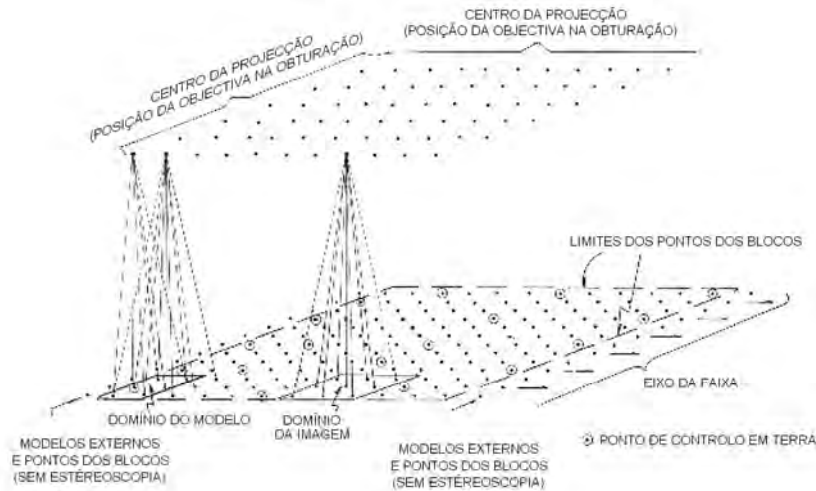 CENTRO DA PROJECÇÃO
(POSIÇÃO DA OBJECTIVA NA OBTURAÇÃO)
CENTRO DA PROJECÇÃO
(POSIÇÃO DA OBJECTIVA NA OBTURAÇÃO)
LIMITES DOS PONTOS DOS BLOCOS
EIXO DA FAIXA
DOMÍNIO DO MODELO
DOMÍNIO
DA IMAGEM
MODELOS EXTERNOS
E PONTOS DOS BLOCOS
(SEM ESTÉREOSCOPIA)
MODELOS EXTERNOS
E PONTOS DOS BLOCOS
(SEM ESTÉREOSCOPIA)
PONTO DE CONTROLO EM TERRA